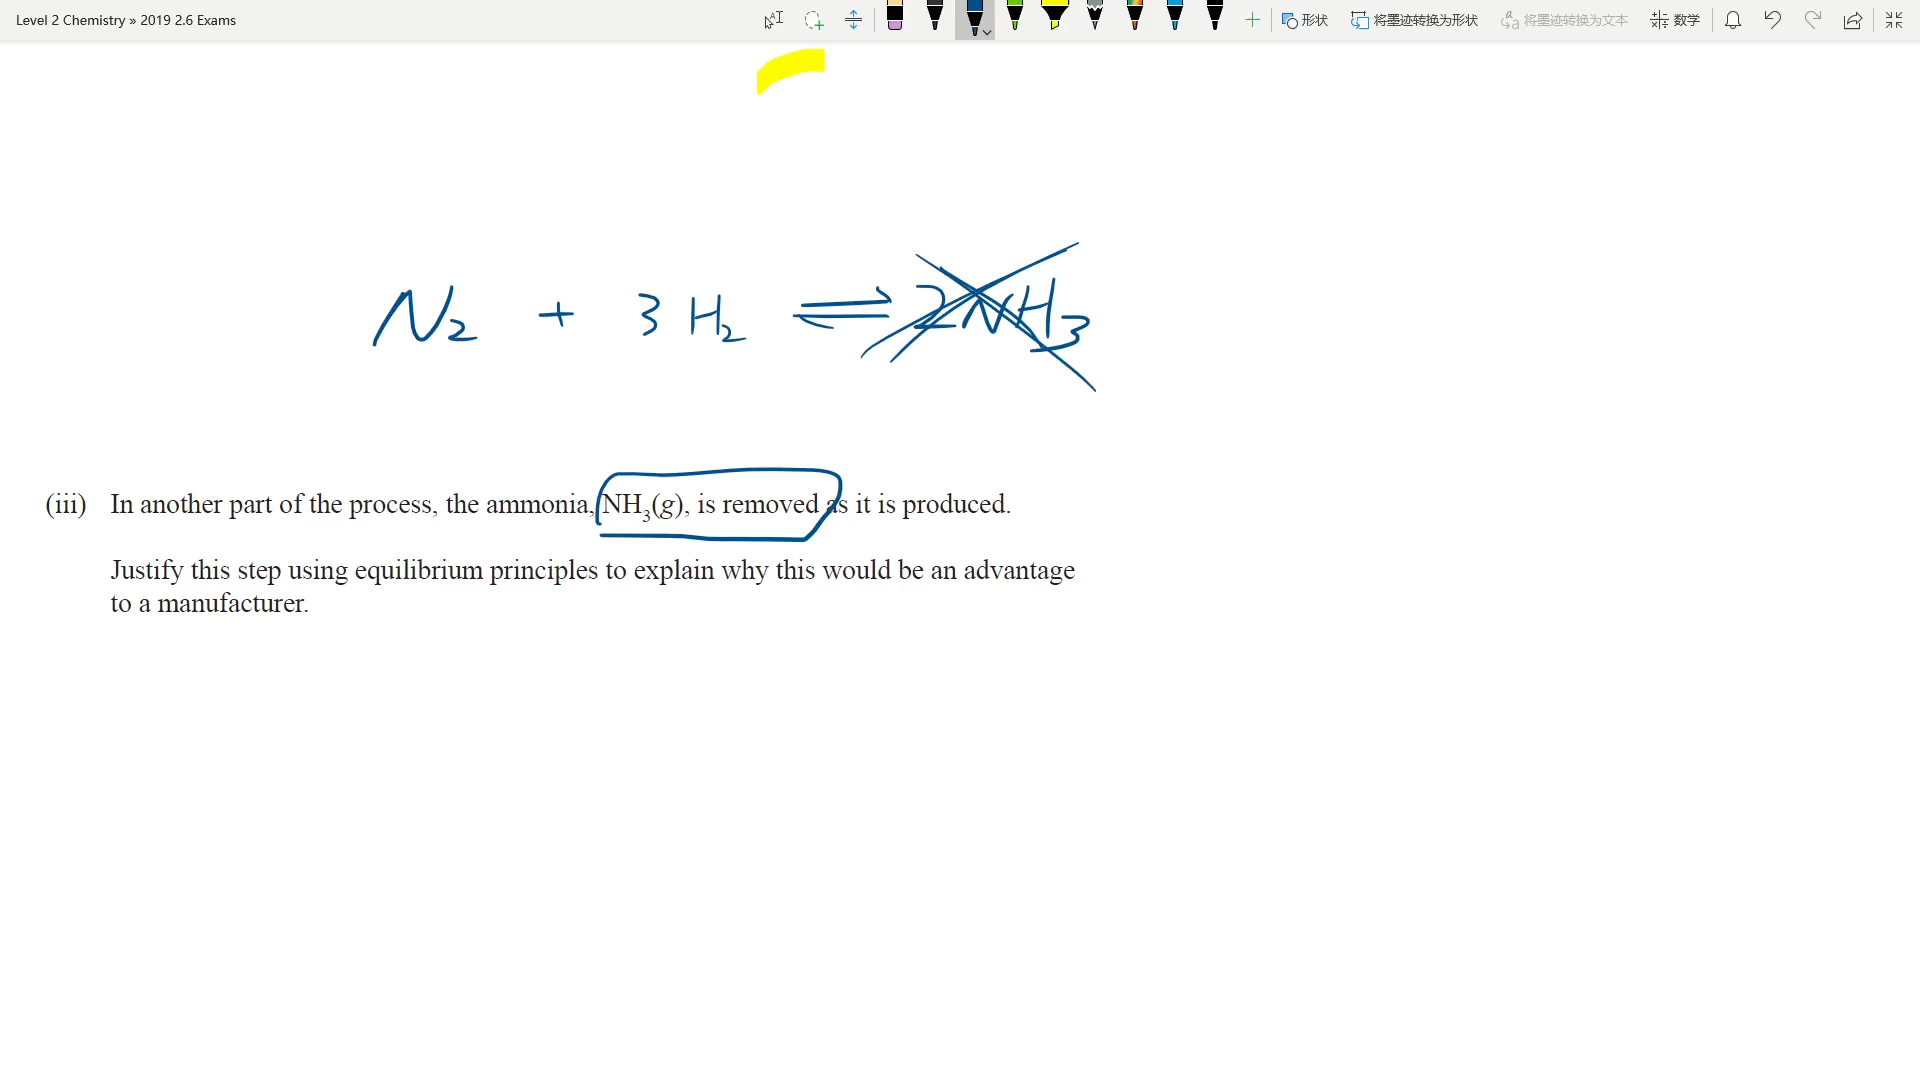 Level 2 Chemistry » 2019 2.6 Exams
形状
将墨迹转换为形状
将墨迹转换为文本
数学
N₂ + 3 H₂ ⇌ 2NH₃
(iii) In another part of the process, the ammonia, NH₃(g), is removed as it is produced.
Justify this step using equilibrium principles to explain why this would be an advantage
to a manufacturer.